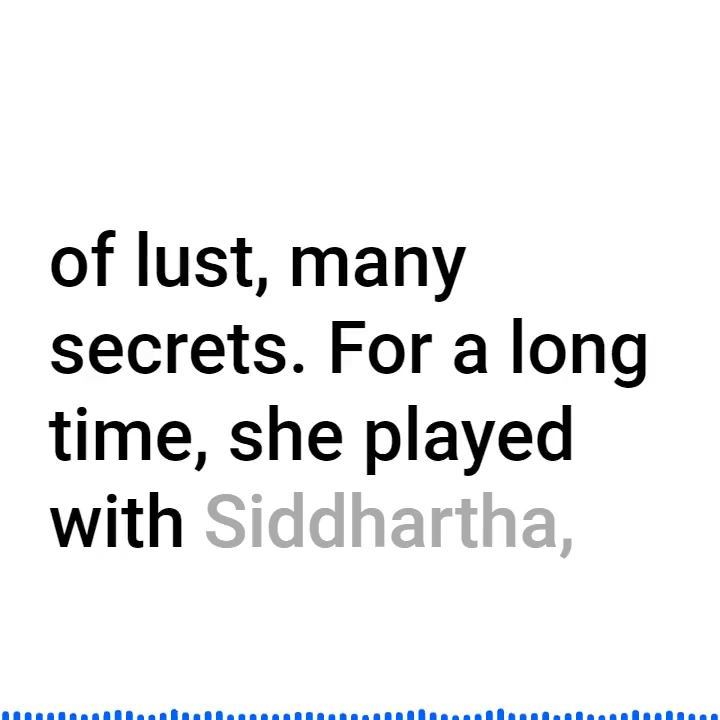 of lust, many
secrets. For a long
time, she played
with Siddhartha,